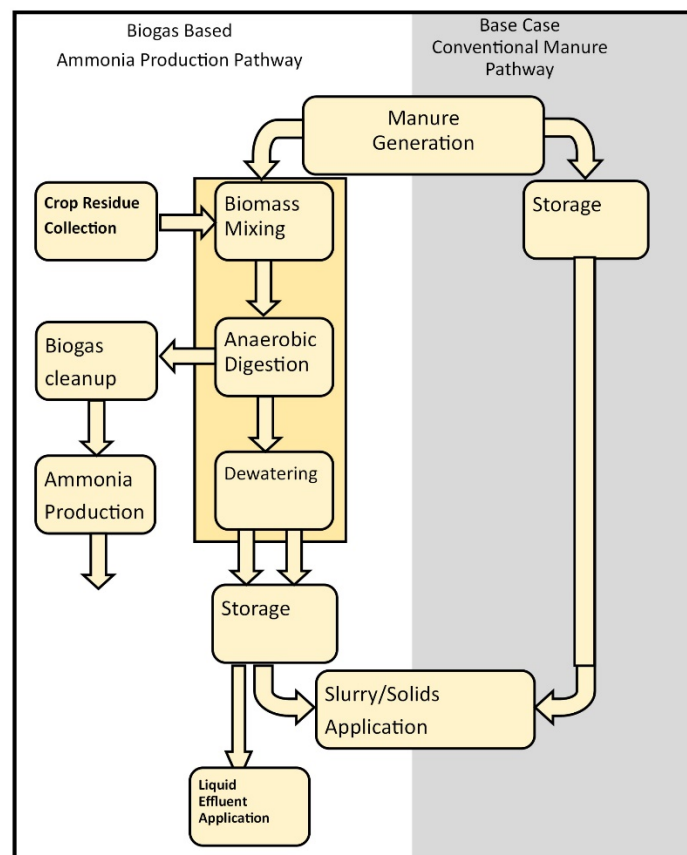 Biogas Based
Ammonia Production Pathway
Base Case
Conventional Manure
Pathway
Manure
Generation
Crop Residue
Collection
Biomass
Mixing
Storage
Biogas
cleanup
Anaerobic
Digestion
Ammonia
Production
Dewatering
Storage
Slurry/Solids
Application
Liquid
Effluent
Application